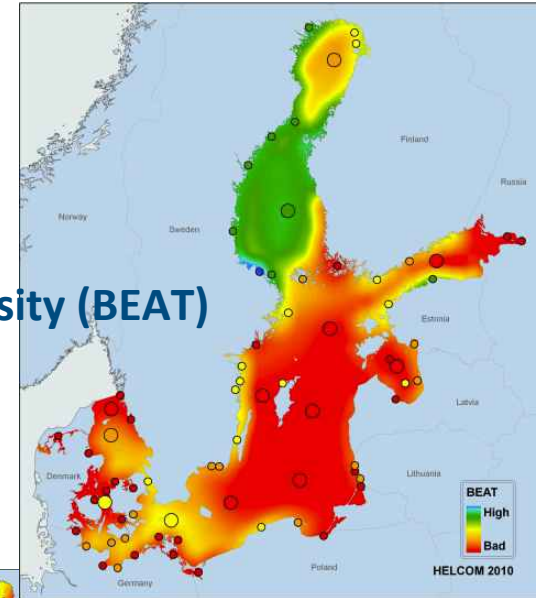 Finland
Russia
Norway
Sweden
sity (BEAT)
Estonia
Latvia
Denmark
Lithuania
BEAT
High
Bad
HELCOM 2010
Poland
Germany